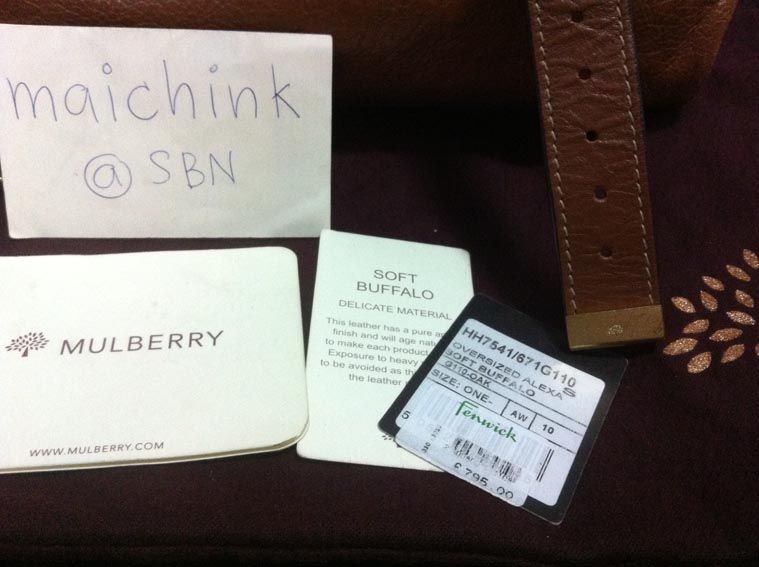 maichink
@ SBN
MULBERRY
WWW.MULBERRY.COM
SOFT
BUFFALO
DELICATE MATERIAL
This leather has a pure
finish and will age
to make each product
Exposure to heavy
to be avoided as
the leather
HH7541/671G110
OVERSIZED ALEXA S
SOFT BUFFALO
G110-OAK
SIZE: ONE- AW 10
Fenwick
£795.00